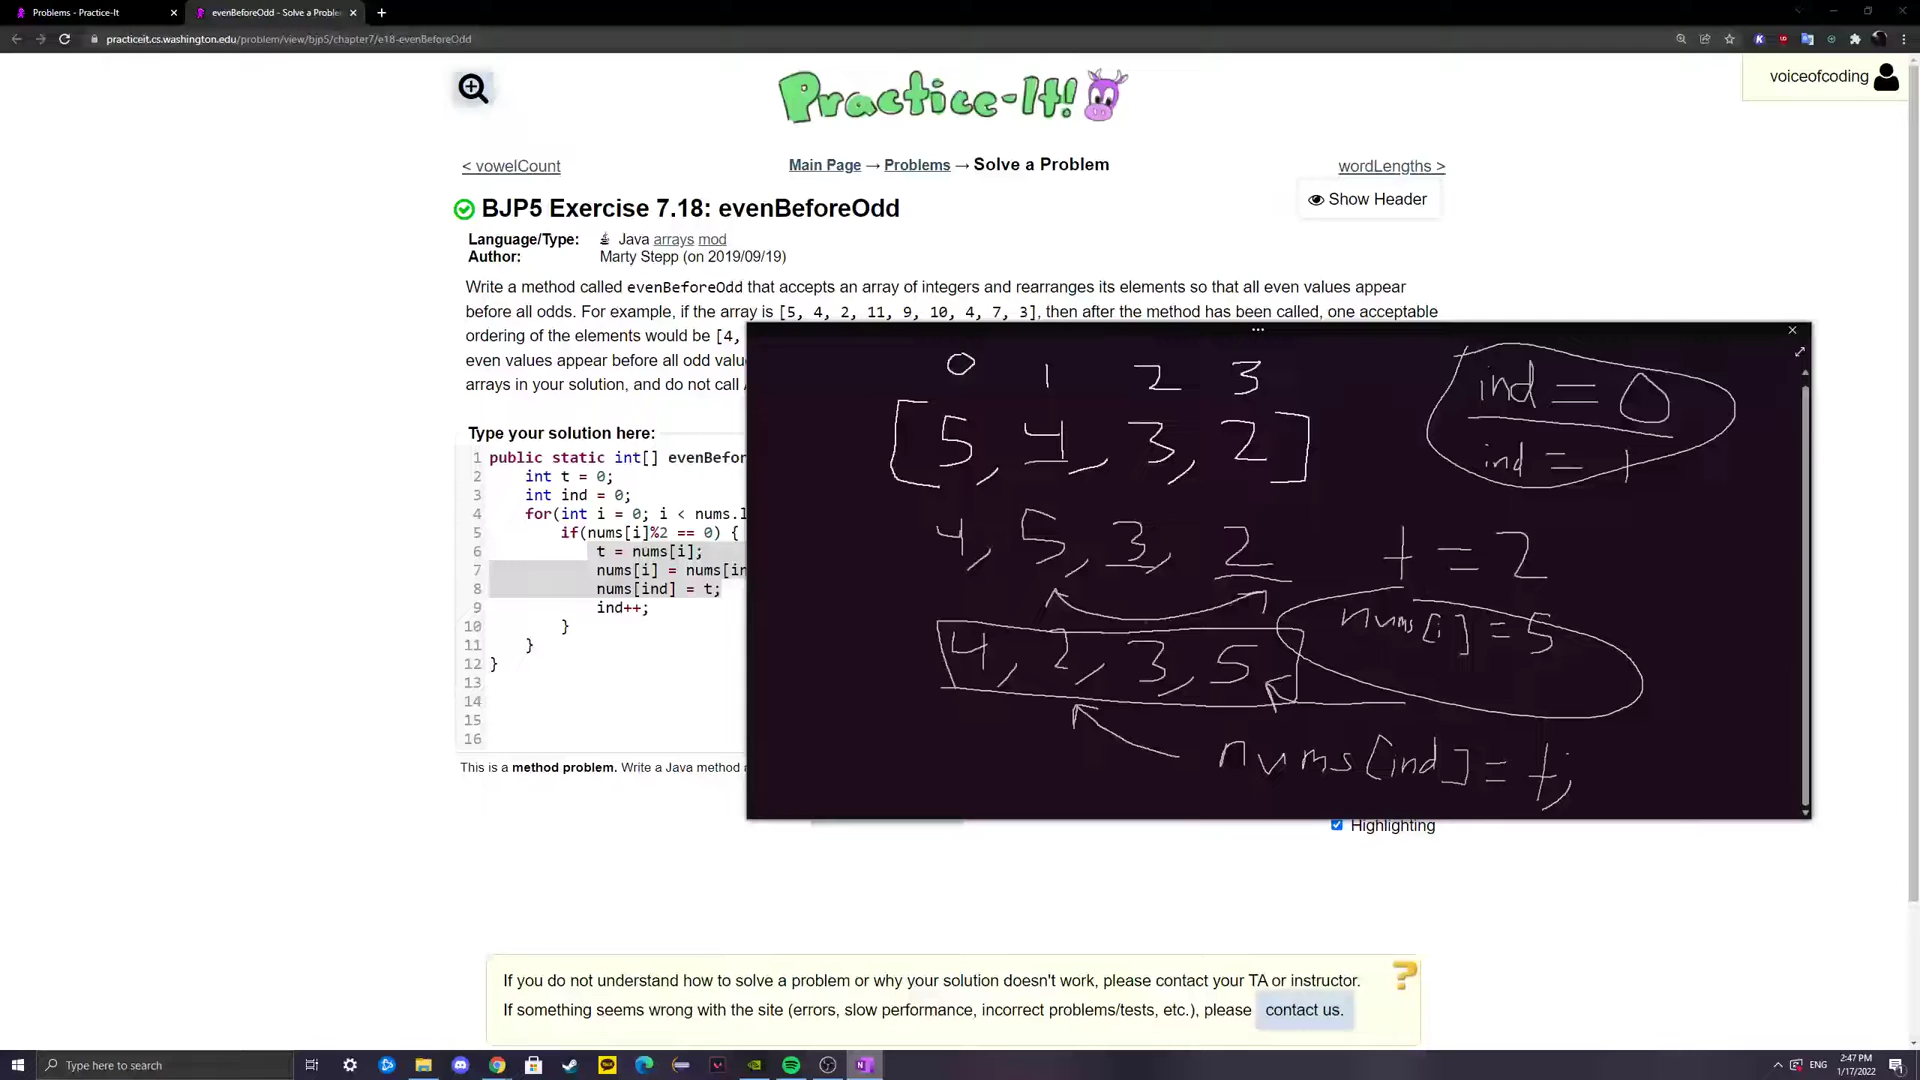 Problems - Practice-It
evenBeforeOdd - Solve a Proble
practiceit.cs.washington.edu/problem/view/bjp5/chapter7/e18-evenBeforeOdd
voiceofcoding
Practice-It!
< vowelCount
Main Page → Problems → Solve a Problem
wordLengths >
Show Header
BJP5 Exercise 7.18: evenBeforeOdd
Language/Type: Java arrays mod
Author: Marty Stepp (on 2019/09/19)
Write a method called evenBeforeOdd that accepts an array of integers and rearranges its elements so that all even values appear
before all odds. For example, if the array is [5, 4, 2, 11, 9, 10, 4, 7, 3], then after the method has been called, one acceptable
ordering of the elements would be [4,
even values appear before all odd valu
arrays in your solution, and do not call
Type your solution here:
1 public static int[] evenBefor
2 int t = 0;
3 int ind = 0;
4 for(int i = 0; i < nums.l
5 if(nums[i]%2 == 0) {
6 t = nums[i];
7 nums[i] = nums[in
8 nums[ind] = t;
9 ind++;
10 }
11 }
12 }
13
14
15
16
This is a method problem. Write a Java method
0 1 2 3
[5, 4, 3, 2]
ind = 0
ind = 1
4, 5, 3, 2
t = 2
nums[i] = 5
4, 2, 3, 5
nums[ind] = t;
Highlighting
If you do not understand how to solve a problem or why your solution doesn't work, please contact your TA or instructor.
If something seems wrong with the site (errors, slow performance, incorrect problems/tests, etc.), please contact us.
?
Type here to search
ENG
2:47 PM
1/17/2022